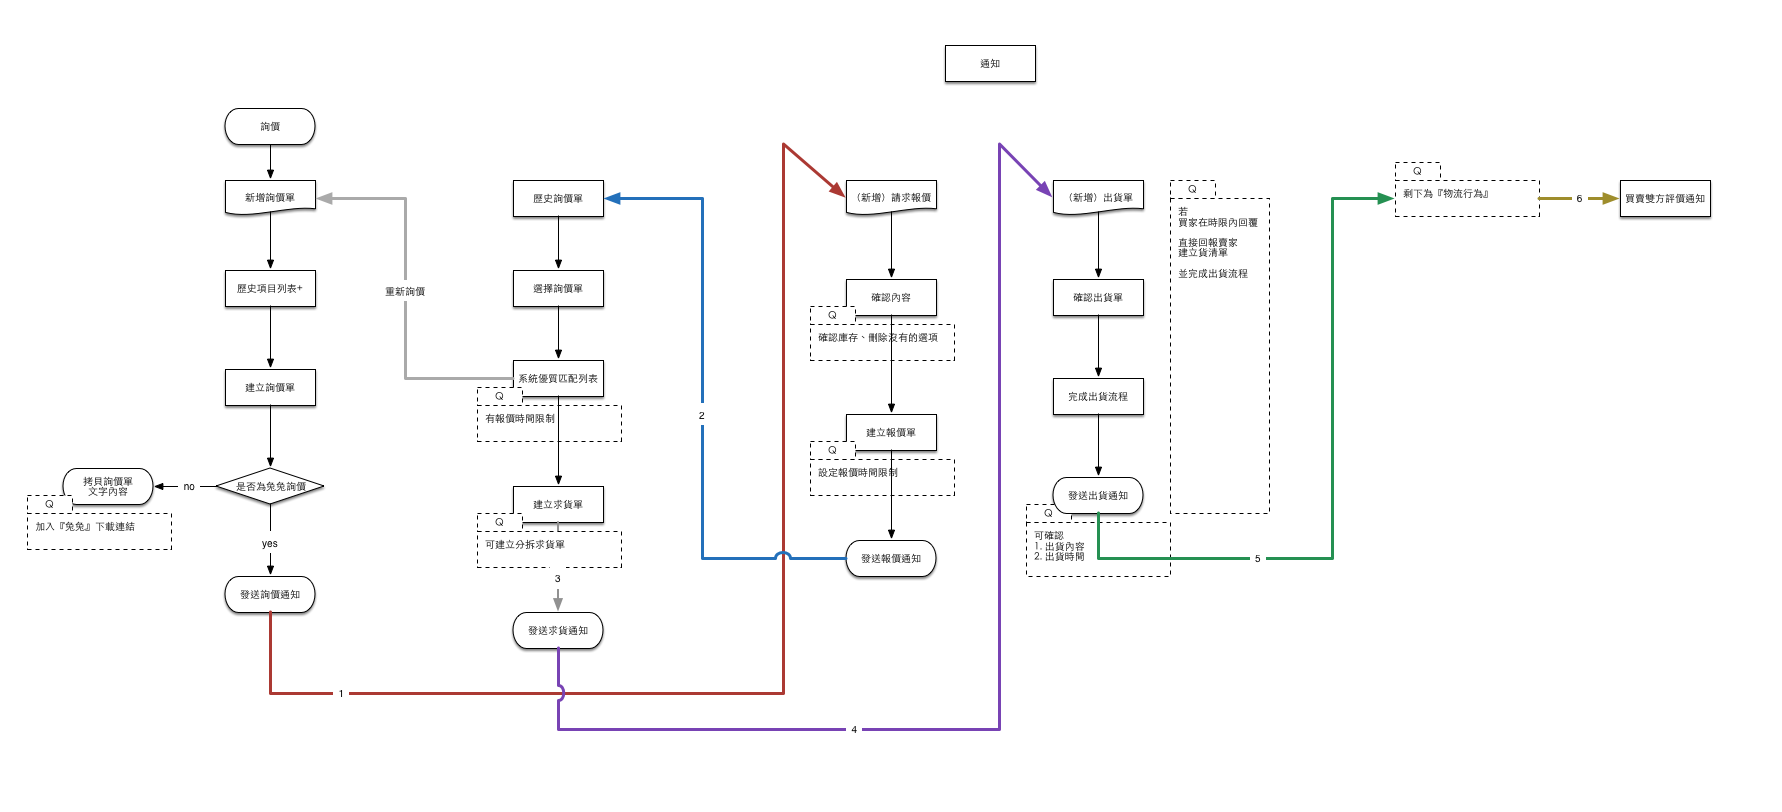 通知
詢價
新增詢價單
歷史項目列表+
建立詢價單
是否為兔兔詢價
no
拷貝詢價單
文字內容
Q
加入『兔兔』下載連結
yes
發送詢價通知
1
重新詢價
歷史詢價單
選擇詢價單
系統優質匹配列表
Q
有報價時間限制
建立求貨單
Q
可建立分拆求貨單
3
發送求貨通知
2
4
（新增）請求報價
確認內容
Q
確認庫存、刪除沒有的選項
建立報價單
Q
設定報價時間限制
發送報價通知
（新增）出貨單
確認出貨單
完成出貨流程
發送出貨通知
Q
可確認
1. 出貨內容
2. 出貨時間
Q
若
買家在時限內回覆
直接回報賣家
建立貨清單
並完成出貨流程
5
Q
剩下為『物流行為』
6
買賣雙方評價通知